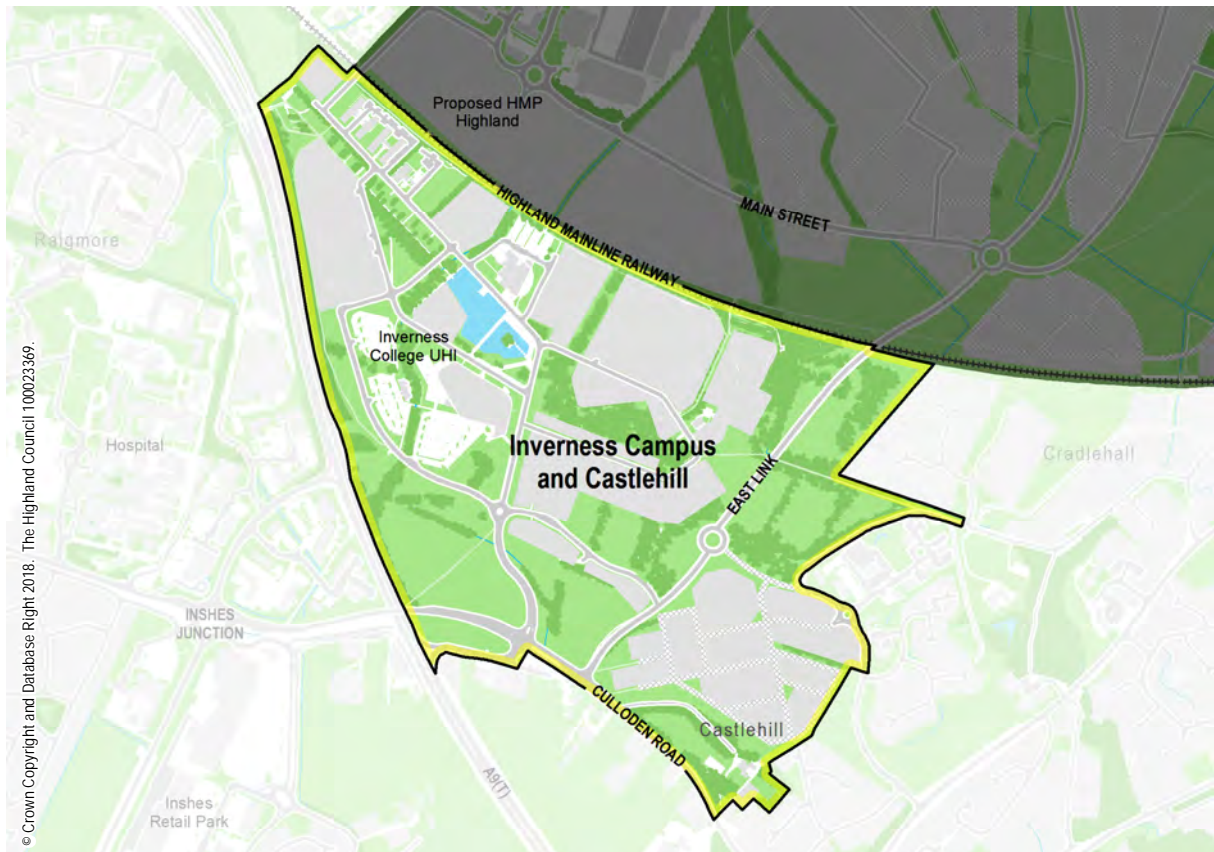 Proposed HMP
Highland
MAIN STREET
HIGHLAND MAINLINE RAILWAY
Raigmore
Inverness
College UHI
Hospital
Inverness Campus
and Castlehill
EAST LINK
Cradlehall
INSHES
JUNCTION
CULLODEN ROAD
Castlehill
A9(T)
Inshes
Retail Park
© Crown Copyright and Database Right 2018. The Highland Council 100023369.